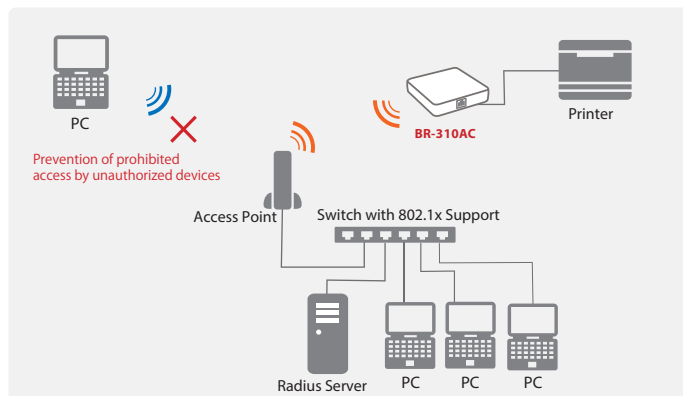 PC
Prevention of prohibited
access by unauthorized devices
BR-310AC
Printer
Access Point
Switch with 802.1x Support
Radius Server
PC
PC
PC